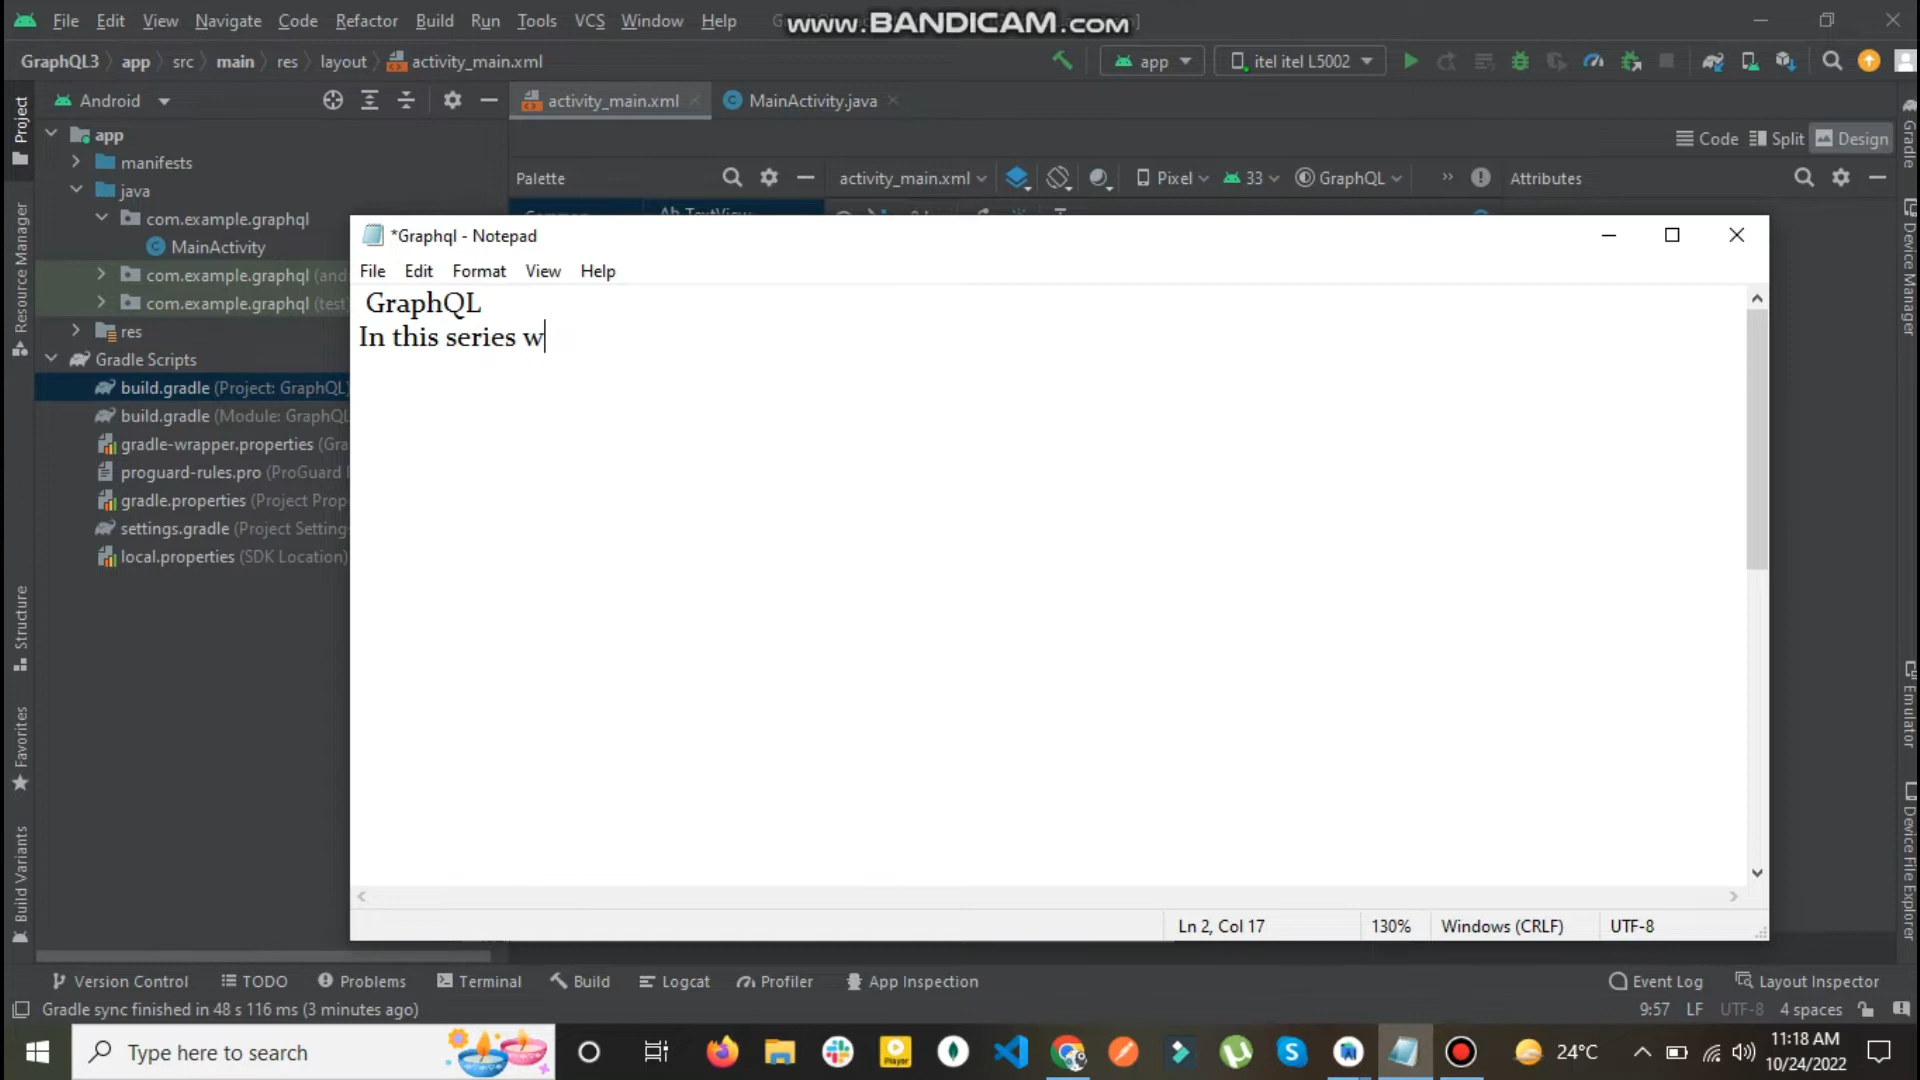 File Edit View Navigate Code Refactor Build Run Tools VCS Window Help
www.BANDICAM.com
GraphQL3 app src main res layout activity_main.xml
app itel itel L5002
Android
activity_main.xml MainActivity.java
Code Split Design
Palette activity_main.xml Pixel 33 GraphQL Attributes
Ab TextView
app
manifests
java
com.example.graphql
MainActivity
com.example.graphql
com.example.graphql (test
res
Gradle Scripts
build.gradle (Project: GraphQL)
build.gradle (Module: GraphQL
gradle-wrapper.properties (Gra
proguard-rules.pro (ProGuard
gradle.properties (Project Prop
settings.gradle (Project Setting
local.properties (SDK Location)
*Graphql - Notepad
File Edit Format View Help
GraphQL
In this series w
Ln 2, Col 17 130% Windows (CRLF) UTF-8
Project
Resource Manager
Structure
Favorites
Build Variants
Gradle
Device Manager
Emulator
Device File Explorer
Version Control TODO Problems Terminal Build Logcat Profiler App Inspection Event Log Layout Inspector
Gradle sync finished in 48 s 116 ms (3 minutes ago) 9:57 LF UTF-8 4 spaces
Type here to search
Player
24°C
11:18 AM
10/24/2022